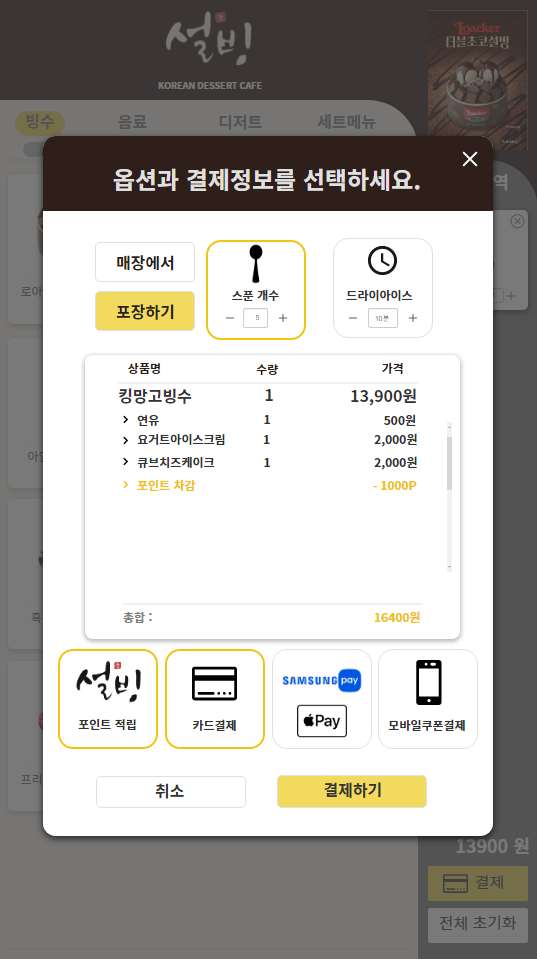 설빙
KOREAN DESSERT CAFE
Loacker
더블초코설빙
빙수
음료
디저트
세트메뉴
역
옵션과 결제정보를 선택하세요.
매장에서
포장하기
스푼 개수
− 5 +
드라이아이스
− 10분 +
로아
상품명 수량 가격
킹망고빙수 1 13,900원
연유 1 500원
요거트아이스크림 1 2,000원
큐브치즈케이크 1 2,000원
포인트 차감 - 1000P
총합 : 16400원
흑
설빙
포인트 적립
카드결제
SAMSUNG pay
Pay
모바일쿠폰결제
프리
취소
결제하기
13900 원
결제
전체 초기화